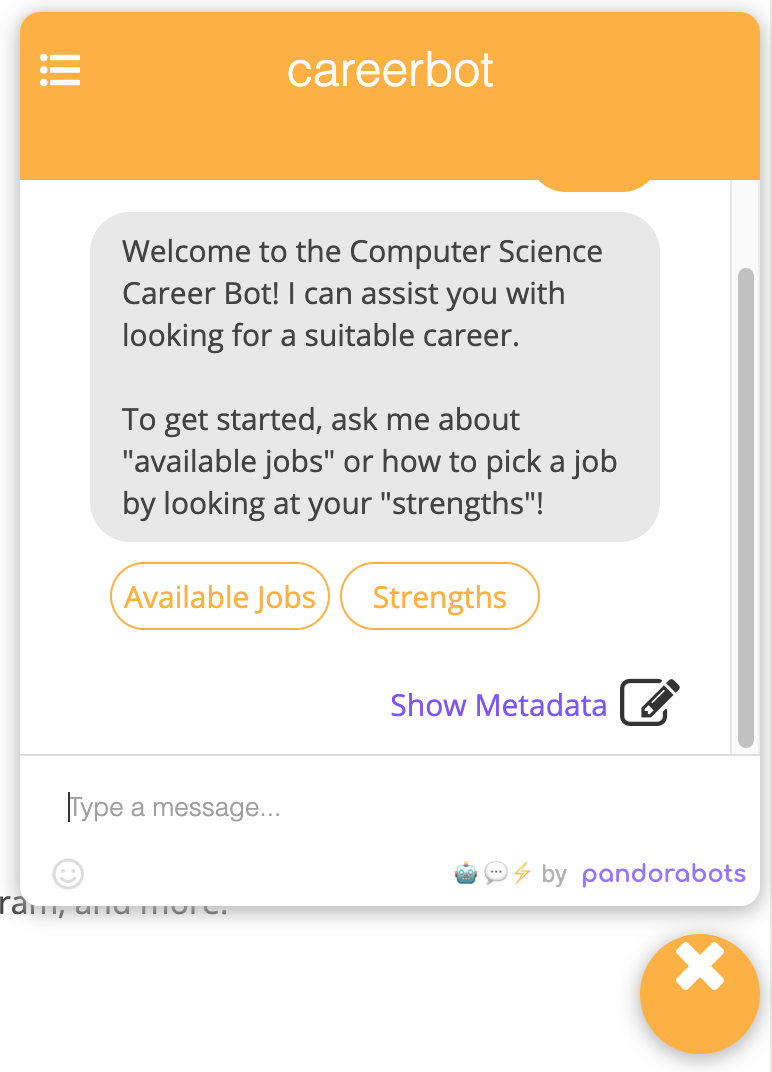 careerbot
Welcome to the Computer Science
Career Bot! I can assist you with
looking for a suitable career.
To get started, ask me about
"available jobs" or how to pick a job
by looking at your "strengths"!
Available Jobs
Strengths
Show Metadata
Type a message...
by pandorabots
and more.